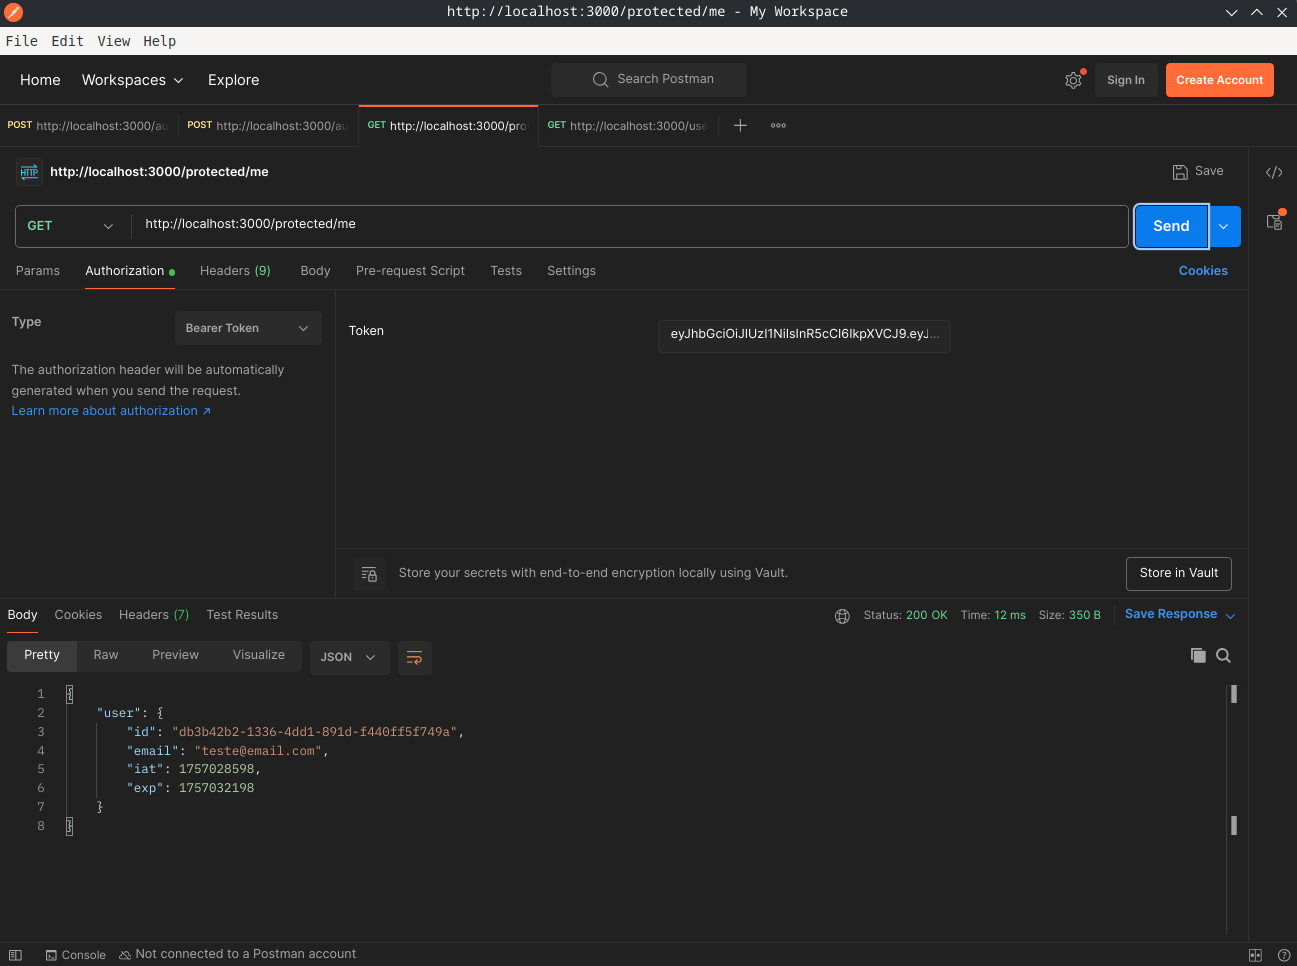 http://localhost:3000/protected/me - My Workspace
File Edit View Help
Home Workspaces Explore Search Postman Sign In Create Account
POST http://localhost:3000/au POST http://localhost:3000/au GET http://localhost:3000/pro GET http://localhost:3000/use
HTTP http://localhost:3000/protected/me Save
GET http://localhost:3000/protected/me Send
Params Authorization Headers (9) Body Pre-request Script Tests Settings Cookies
Type Bearer Token
Token eyJhbGciOiJIUzI1NiIsInR5cCI6IkpXVCJ9.eyJ...
The authorization header will be automatically
generated when you send the request.
Learn more about authorization ↗
Store your secrets with end-to-end encryption locally using Vault. Store in Vault
Body Cookies Headers (7) Test Results Status: 200 OK Time: 12 ms Size: 350 B Save Response
Pretty Raw Preview Visualize JSON
1 {
2 "user": {
3 "id": "db3b42b2-1336-4dd1-891d-f440ff5f749a",
4 "email": "teste@email.com",
5 "iat": 1757028598,
6 "exp": 1757032198
7 }
8 }
Console Not connected to a Postman account